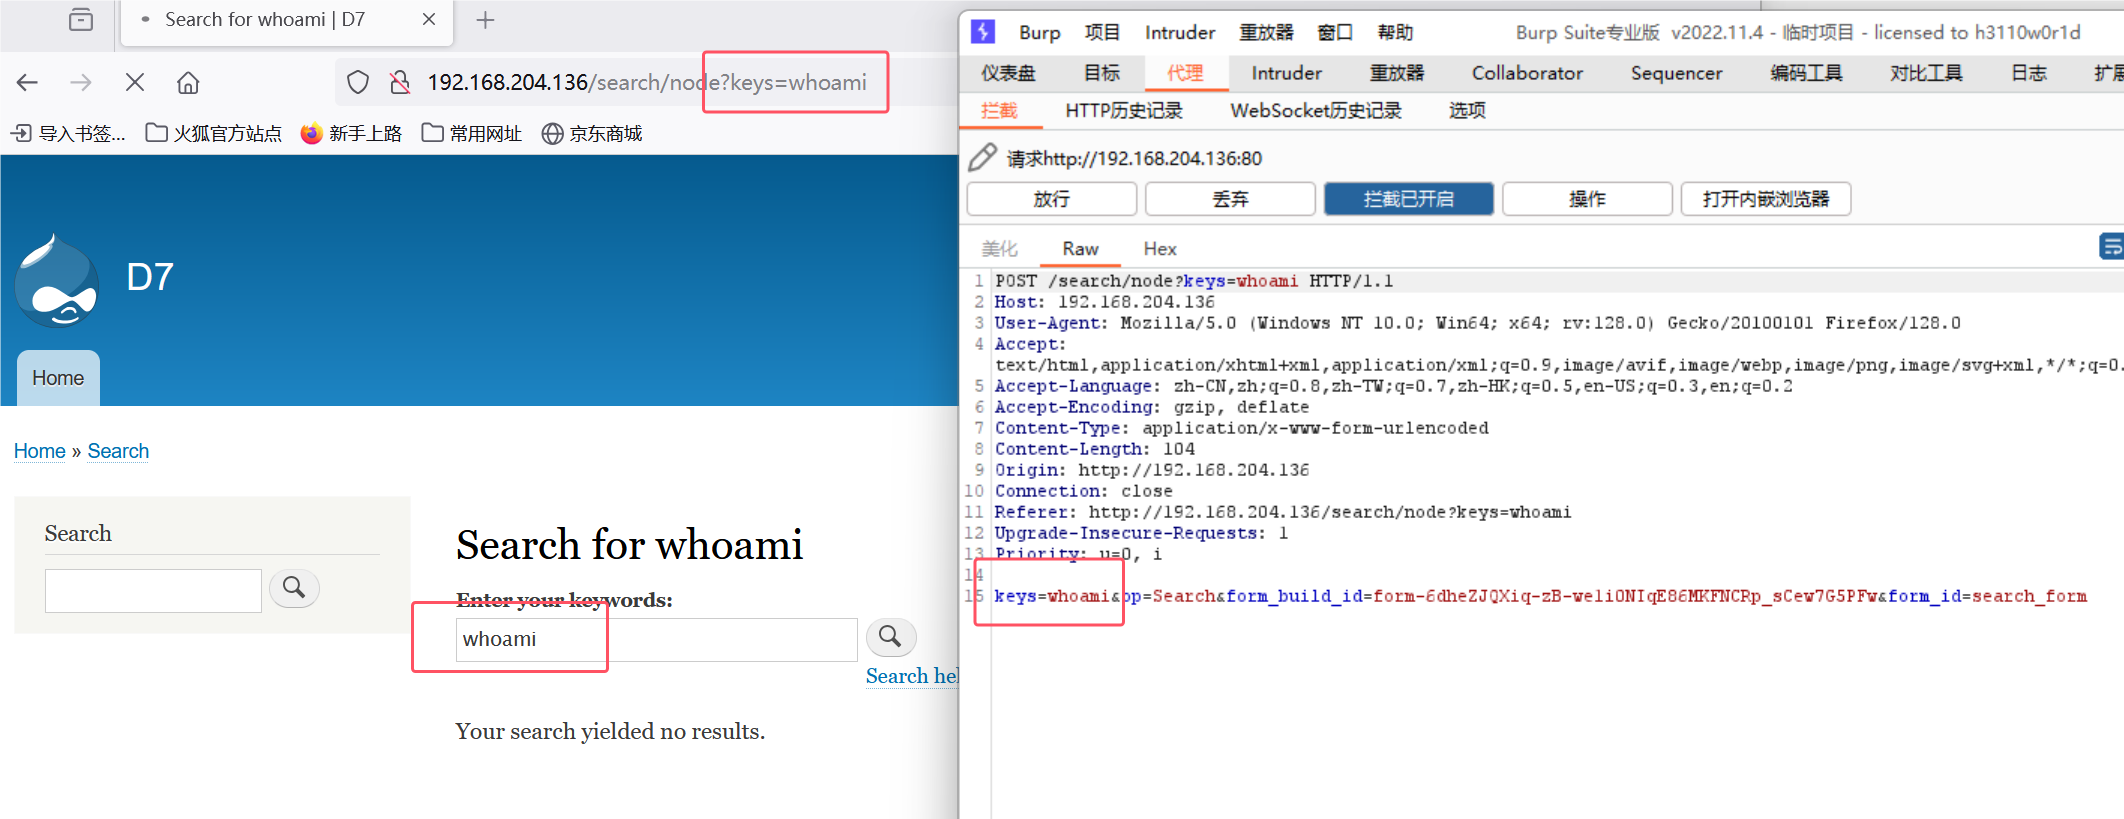 Search for whoami | D7
192.168.204.136/search/node?keys=whoami
导入书签...
火狐官方站点
新手上路
常用网址
京东商城
D7
Home
Home » Search
Search
Search for whoami
Enter your keywords:
whoami
Search hel
Your search yielded no results.
Burp 项目 Intruder 重放器 窗口 帮助 Burp Suite专业版 v2022.11.4 - 临时项目 - licensed to h3110w0r1d
仪表盘 目标 代理 Intruder 重放器 Collaborator Sequencer 编码工具 对比工具 日志 扩展
拦截 HTTP历史记录 WebSocket历史记录 选项
请求http://192.168.204.136:80
放行 丢弃 拦截已开启 操作 打开内嵌浏览器
美化 Raw Hex
1 POST /search/node?keys=whoami HTTP/1.1
2 Host: 192.168.204.136
3 User-Agent: Mozilla/5.0 (Windows NT 10.0; Win64; x64; rv:128.0) Gecko/20100101 Firefox/128.0
4 Accept:
text/html,application/xhtml+xml,application/xml;q=0.9,image/avif,image/webp,image/png,image/svg+xml,*/*;q=0.
5 Accept-Language: zh-CN,zh;q=0.8,zh-TW;q=0.7,zh-HK;q=0.5,en-US;q=0.3,en;q=0.2
6 Accept-Encoding: gzip, deflate
7 Content-Type: application/x-www-form-urlencoded
8 Content-Length: 104
9 Origin: http://192.168.204.136
10 Connection: close
11 Referer: http://192.168.204.136/search/node?keys=whoami
12 Upgrade-Insecure-Requests: 1
13 Priority: u=0, i
14
15 keys=whoami&op=Search&form_build_id=form-6dheZJQXiq-zB-weli0NIqE86MKFNCRp_sCew7G5PFw&form_id=search_form